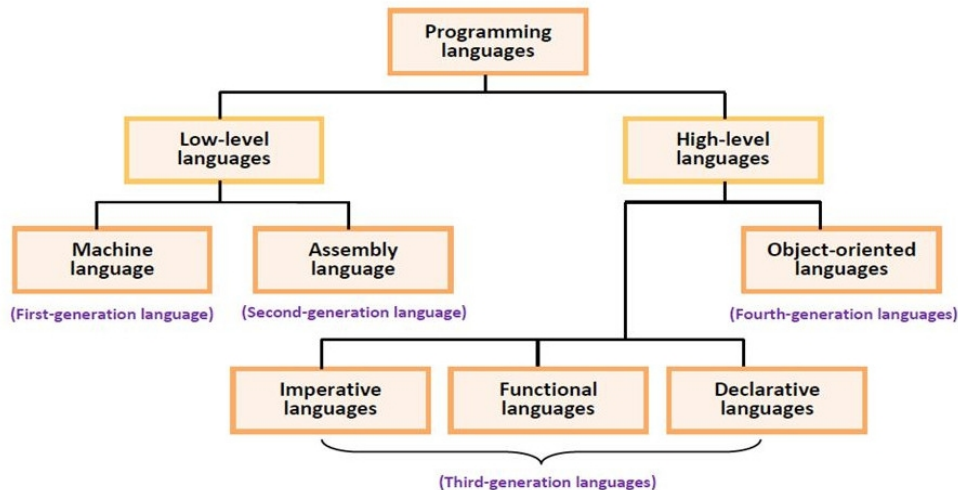 Programming
languages
Low-level
languages
High-level
languages
Machine
language
Assembly
language
Object-oriented
languages
(First-generation language)
(Second-generation language)
(Fourth-generation languages)
Imperative
languages
Functional
languages
Declarative
languages
(Third-generation languages)